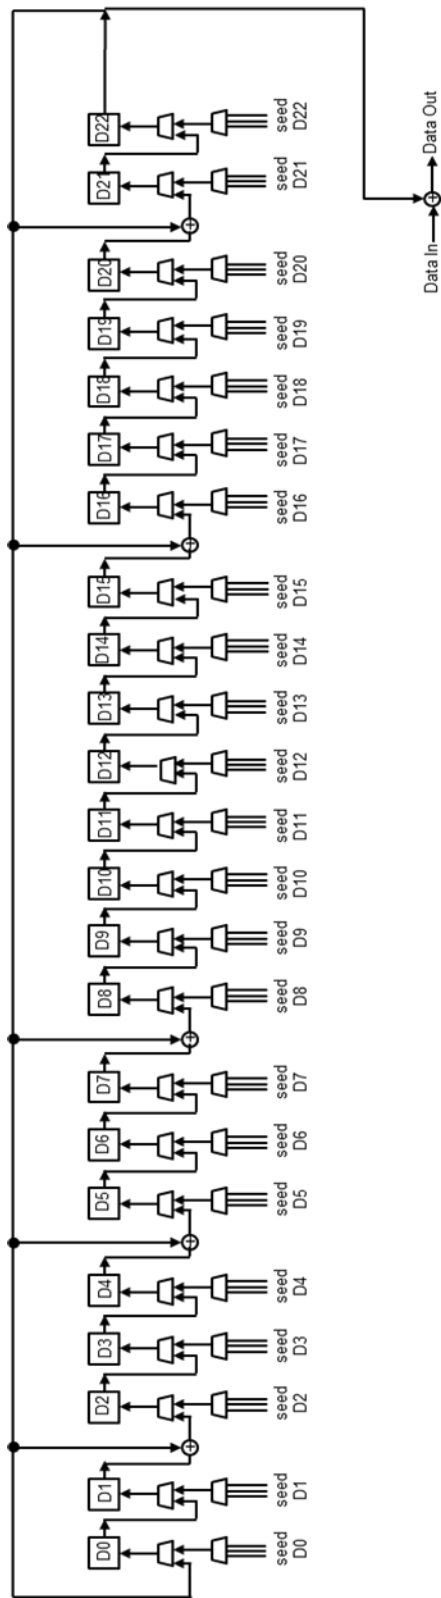 D22
seed
D22
D21
seed
D21
D20
seed
D20
D19
seed
D19
D18
seed
D18
D17
seed
D17
D16
seed
D16
D15
seed
D15
D14
seed
D14
D13
seed
D13
D12
seed
D12
D11
seed
D11
D10
seed
D10
D9
seed
D9
D8
seed
D8
D7
seed
D7
D6
seed
D6
D5
seed
D5
D4
seed
D4
D3
seed
D3
D2
seed
D2
D1
seed
D1
D0
seed
D0
Data In
Data Out